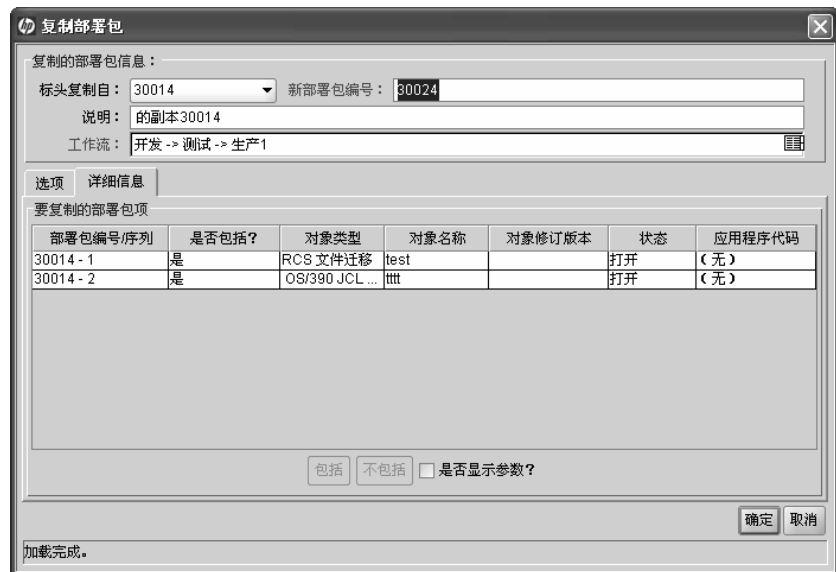 hp 复制部署包
复制的部署包信息：
标头复制自： 30014 新部署包编号： 30024
说明： 的副本30014
工作流： 开发 -> 测试 -> 生产1
选项 详细信息
要复制的部署包项
部署包编号/序列 是否包括? 对象类型 对象名称 对象修订版本 状态 应用程序代码
30014 - 1 是 RCS 文件迁移 test 打开 （无）
30014 - 2 是 OS/390 JCL ... tttt 打开 （无）
包括 不包括 是否显示参数?
确定 取消
加载完成。